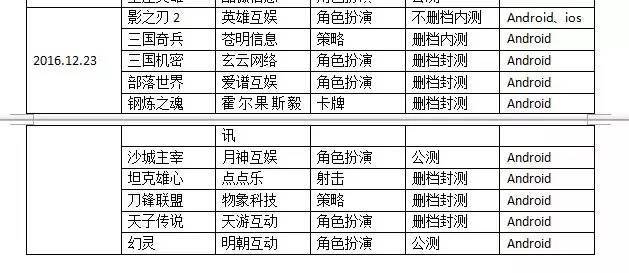 影之刃 2 英雄互娱 角色扮演 不删档内测 Android、ios
三国奇兵 苍明信息 策略 删档内测 Android
2016.12.23 三国机密 玄云网络 角色扮演 删档封测 Android
部落世界 爱谱互娱 角色扮演 删档封测 Android
钢炼之魂 霍尔果斯毅 卡牌 删档封测 Android
讯
沙城主宰 月神互娱 角色扮演 公测 Android
坦克雄心 点点乐 射击 删档封测 Android
刀锋联盟 物象科技 策略 删档封测 Android
天子传说 天游互动 角色扮演 删档封测 Android
幻灵 明朝互动 角色扮演 公测 Android